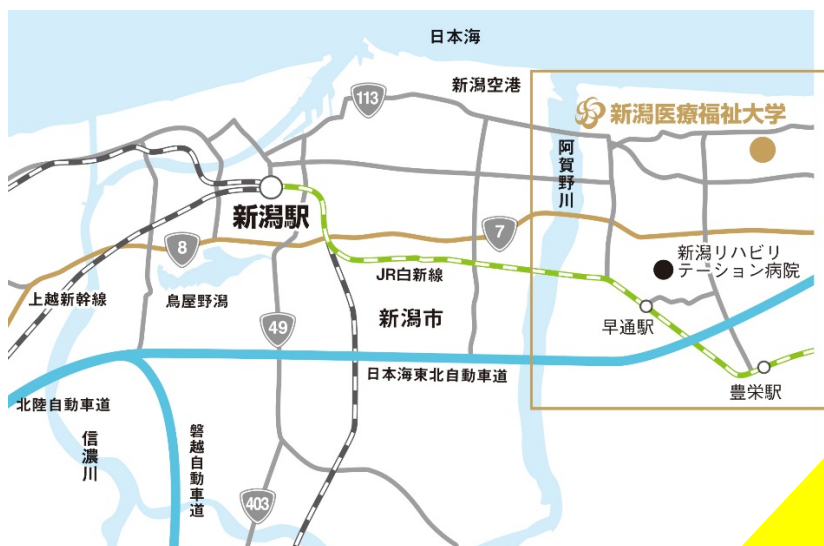 日本海
新潟空港
113
新潟医療福祉大学
阿賀野川
新潟駅
7
8
新潟リハビリ
テーション病院
JR白新線
上越新幹線
鳥屋野潟
新潟市
49
早通駅
日本海東北自動車道
豊栄駅
北陸自動車道
信濃川
磐越自動車道
403